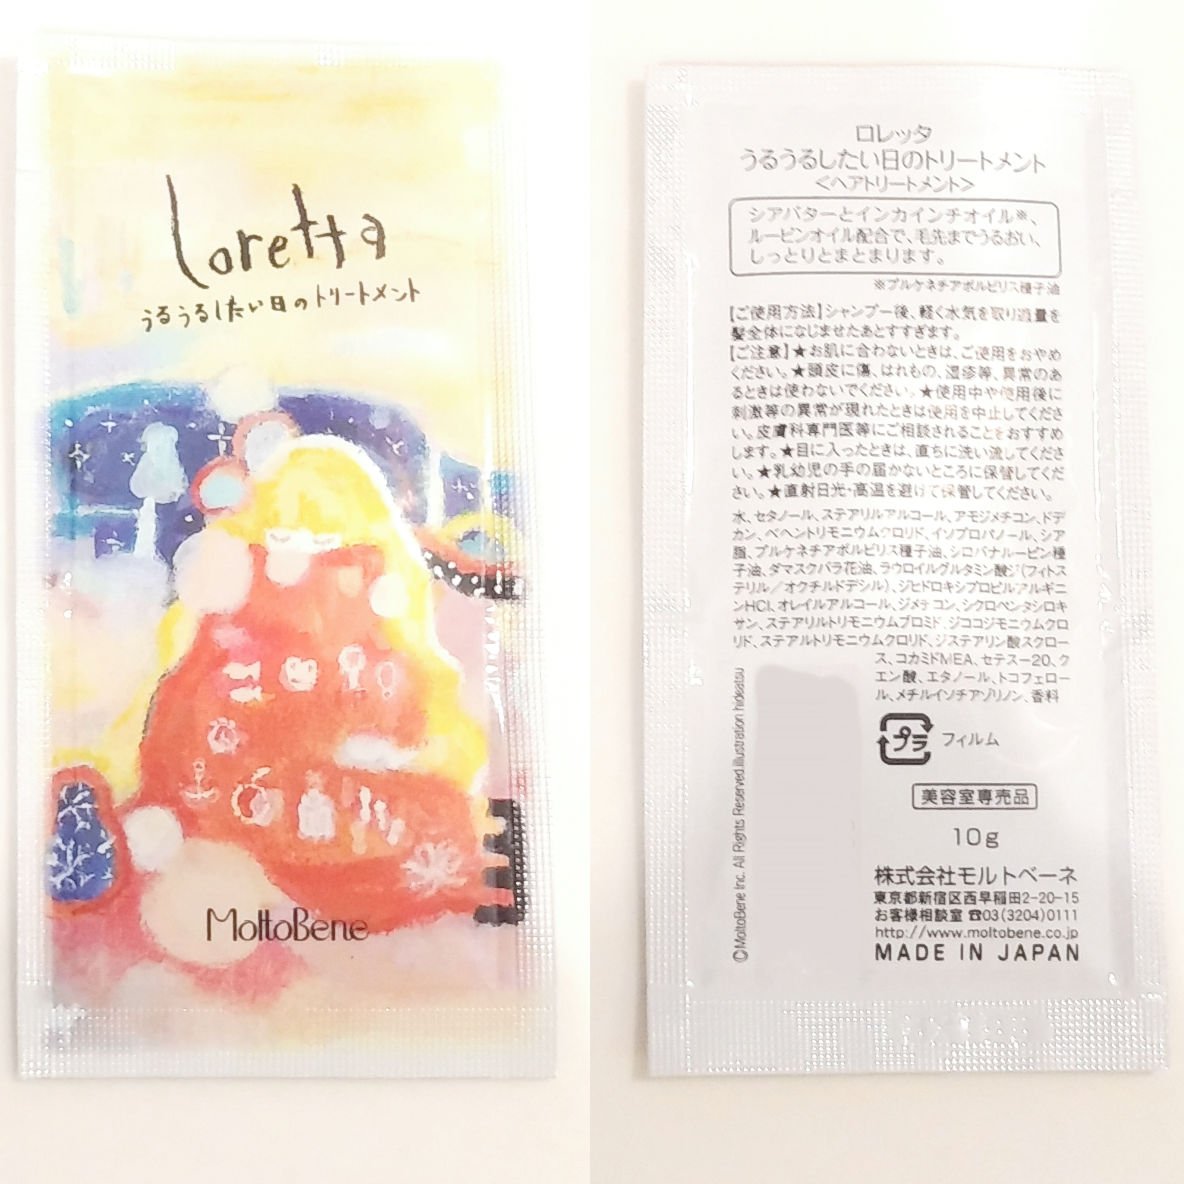 Loretta
うるうるしたい日のトリートメント
MoltoBene
ロレッタ
うるうるしたい日のトリートメント
<ヘアトリートメント>
シアバターとインカインチオイル※、
ルーピンオイル配合で、毛先までうるおい、
しっとりとまとまります。
※プルケネチアボルビリス種子油
【ご使用方法】シャンプー後、軽く水気を取り適量を
髪全体になじませたあとすすぎます。
【ご注意】★お肌に合わないときは、ご使用をおやめ
ください。★頭皮に傷、はれもの、湿疹等、異常のあ
るときは使わないでください。★使用中や使用後に
刺激等の異常が現れたときは使用を中止してくださ
い。皮膚科専門医等にご相談されることをおすすめ
します。★目に入ったときは、直ちに洗い流してくださ
い。★乳幼児の手の届かないところに保管してくだ
さい。★直射日光・高温を避けて保管してください。
水、セタノール、ステアリルアルコール、アモジメチコン、ドデ
カン、ベヘントリモニウムクロリド、イソプロパノール、シア
脂、プルケネチアボルビリス種子油、シロバナルーピン種
子油、ダマスクバラ花油、ラウロイルグルタミン酸ジ(フィトス
テリル/オクチルドデシル)、ジヒドロキシプロピルアルギニ
ンHCl、オレイルアルコール、ジメチコン、シクロペンタシロキ
サン、ステアリルトリモニウムブロミド、ジココジモニウムクロ
リド、ステアルトリモニウムクロリド、ジステアリン酸スクロー
ス、コカミドMEA、セテスー20、ク
エン酸、エタノール、トコフェロー
ル、メチルイソチアゾリノン、香料
プラ フィルム
美容室専売品
10g
株式会社モルトベーネ
東京都新宿区西早稲田2-20-15
お客様相談室 ☎03(3204)0111
http://www.moltobene.co.jp
MADE IN JAPAN
©MoltoBene Inc. All Rights Reserved.illustration hideatsu